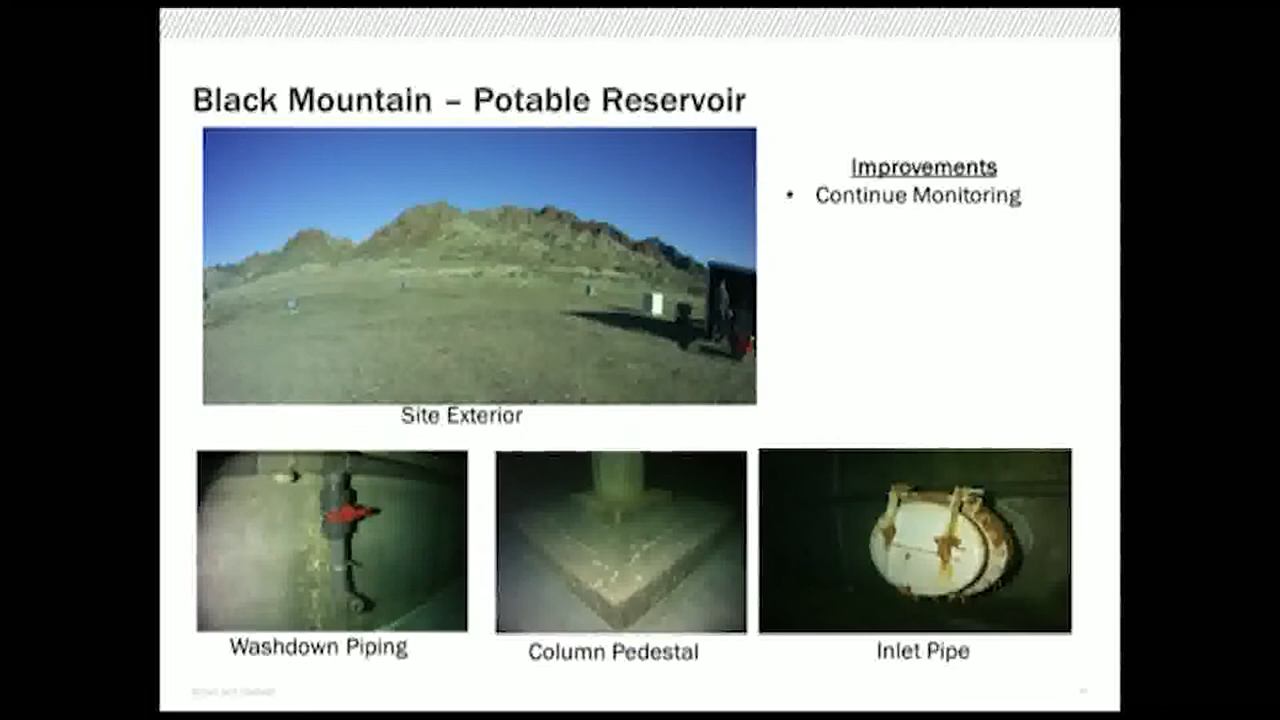 Black Mountain – Potable Reservoir
Improvements
• Continue Monitoring
Site Exterior
Washdown Piping
Column Pedestal
Inlet Pipe